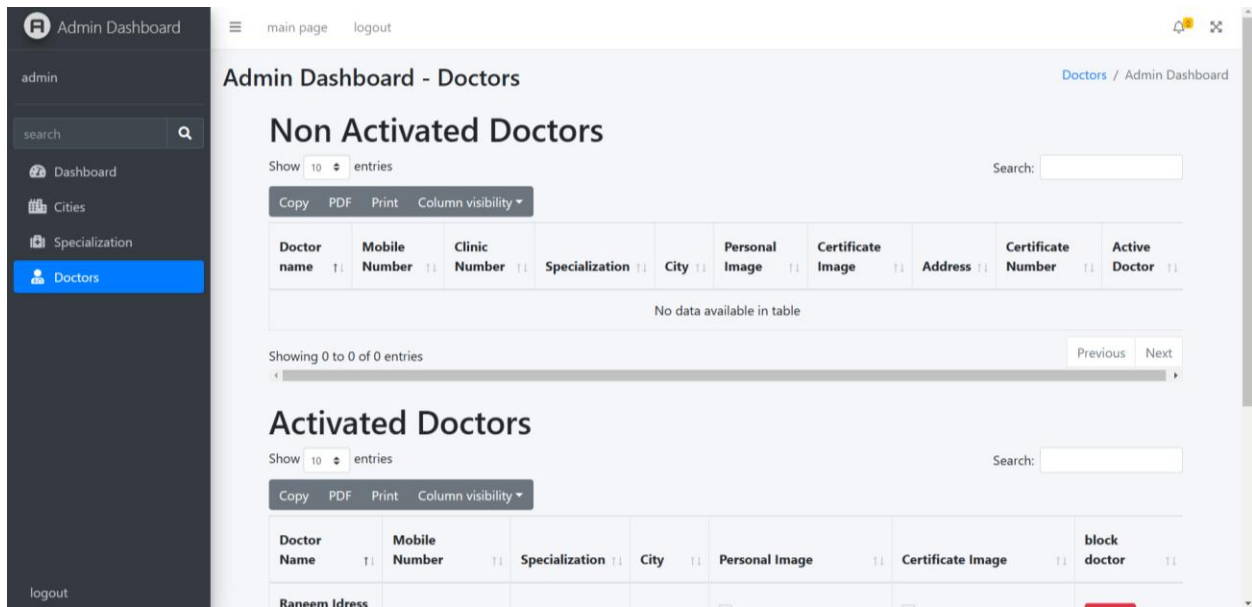 Admin Dashboard
main page logout
0
admin
Admin Dashboard - Doctors
Doctors / Admin Dashboard
search
Dashboard
Cities
Specialization
Doctors
logout
Non Activated Doctors
Show 10 entries
Search:
Copy PDF Print Column visibility
Doctor name Mobile Number Clinic Number Specialization City Personal Image Certificate Image Address Certificate Number Active Doctor
No data available in table
Showing 0 to 0 of 0 entries
Previous Next
Activated Doctors
Show 10 entries
Search:
Copy PDF Print Column visibility
Doctor Name Mobile Number Specialization City Personal Image Certificate Image block doctor
Raneem Idress